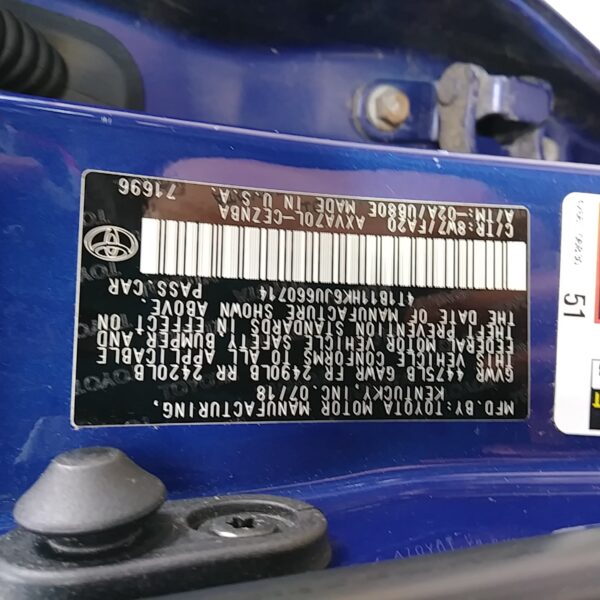 MFD.BY:TOYOTA MOTOR MANUFACTURING,
KENTUCKY, INC. 07/18
GVWR 4475LB GAWR FR 2490LB RR 2420LB
THIS VEHICLE CONFORMS TO ALL APPLICABLE
FEDERAL MOTOR VEHICLE SAFETY BUMPER, AND
THEFT PREVENTION STANDARDS IN EFFECT ON
THE DATE OF MANUFACTURE SHOWN ABOVE.
4T1B11HK6JU660714 PASS.CAR
C/TR:8W7/FA20
A/TM:-02A/UB80E
AXVA70L-CEZNBA
MADE IN U.S.A.
71696
TOYOTA
51